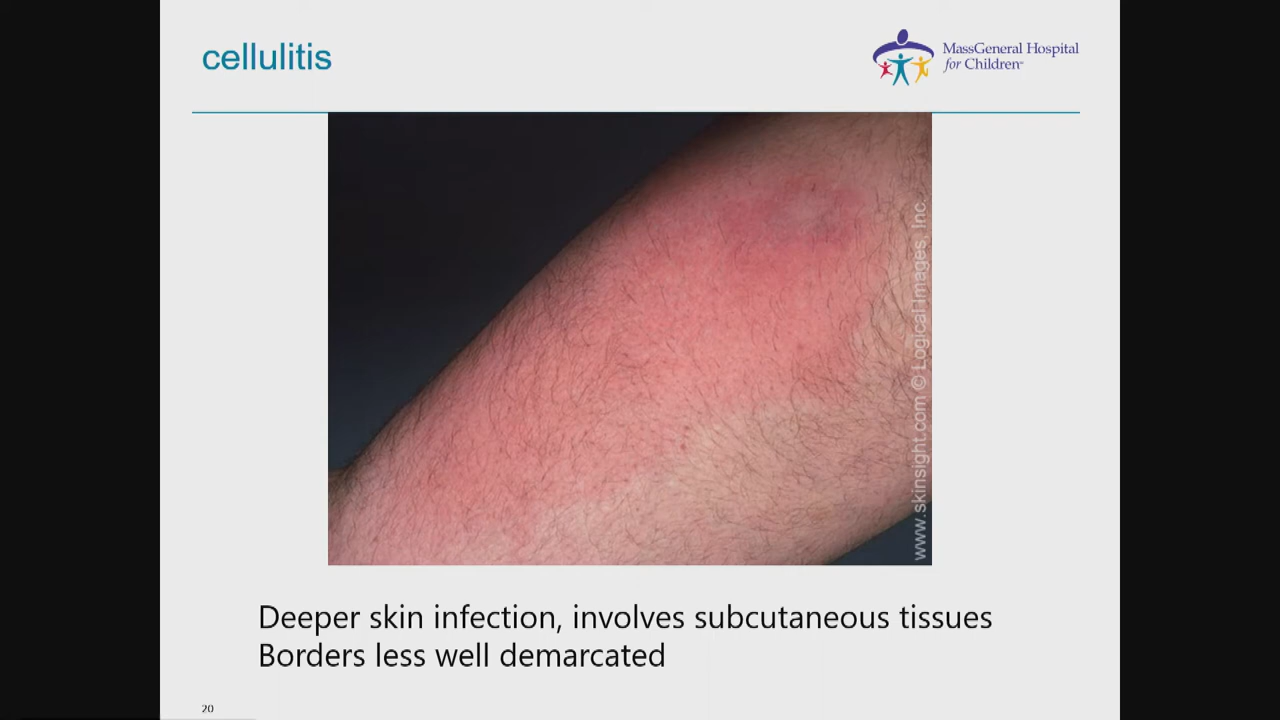 cellulitis
MassGeneral Hospital
for Children
www.skinsight.com © Logical Images, Inc.
Deeper skin infection, involves subcutaneous tissues
Borders less well demarcated
20